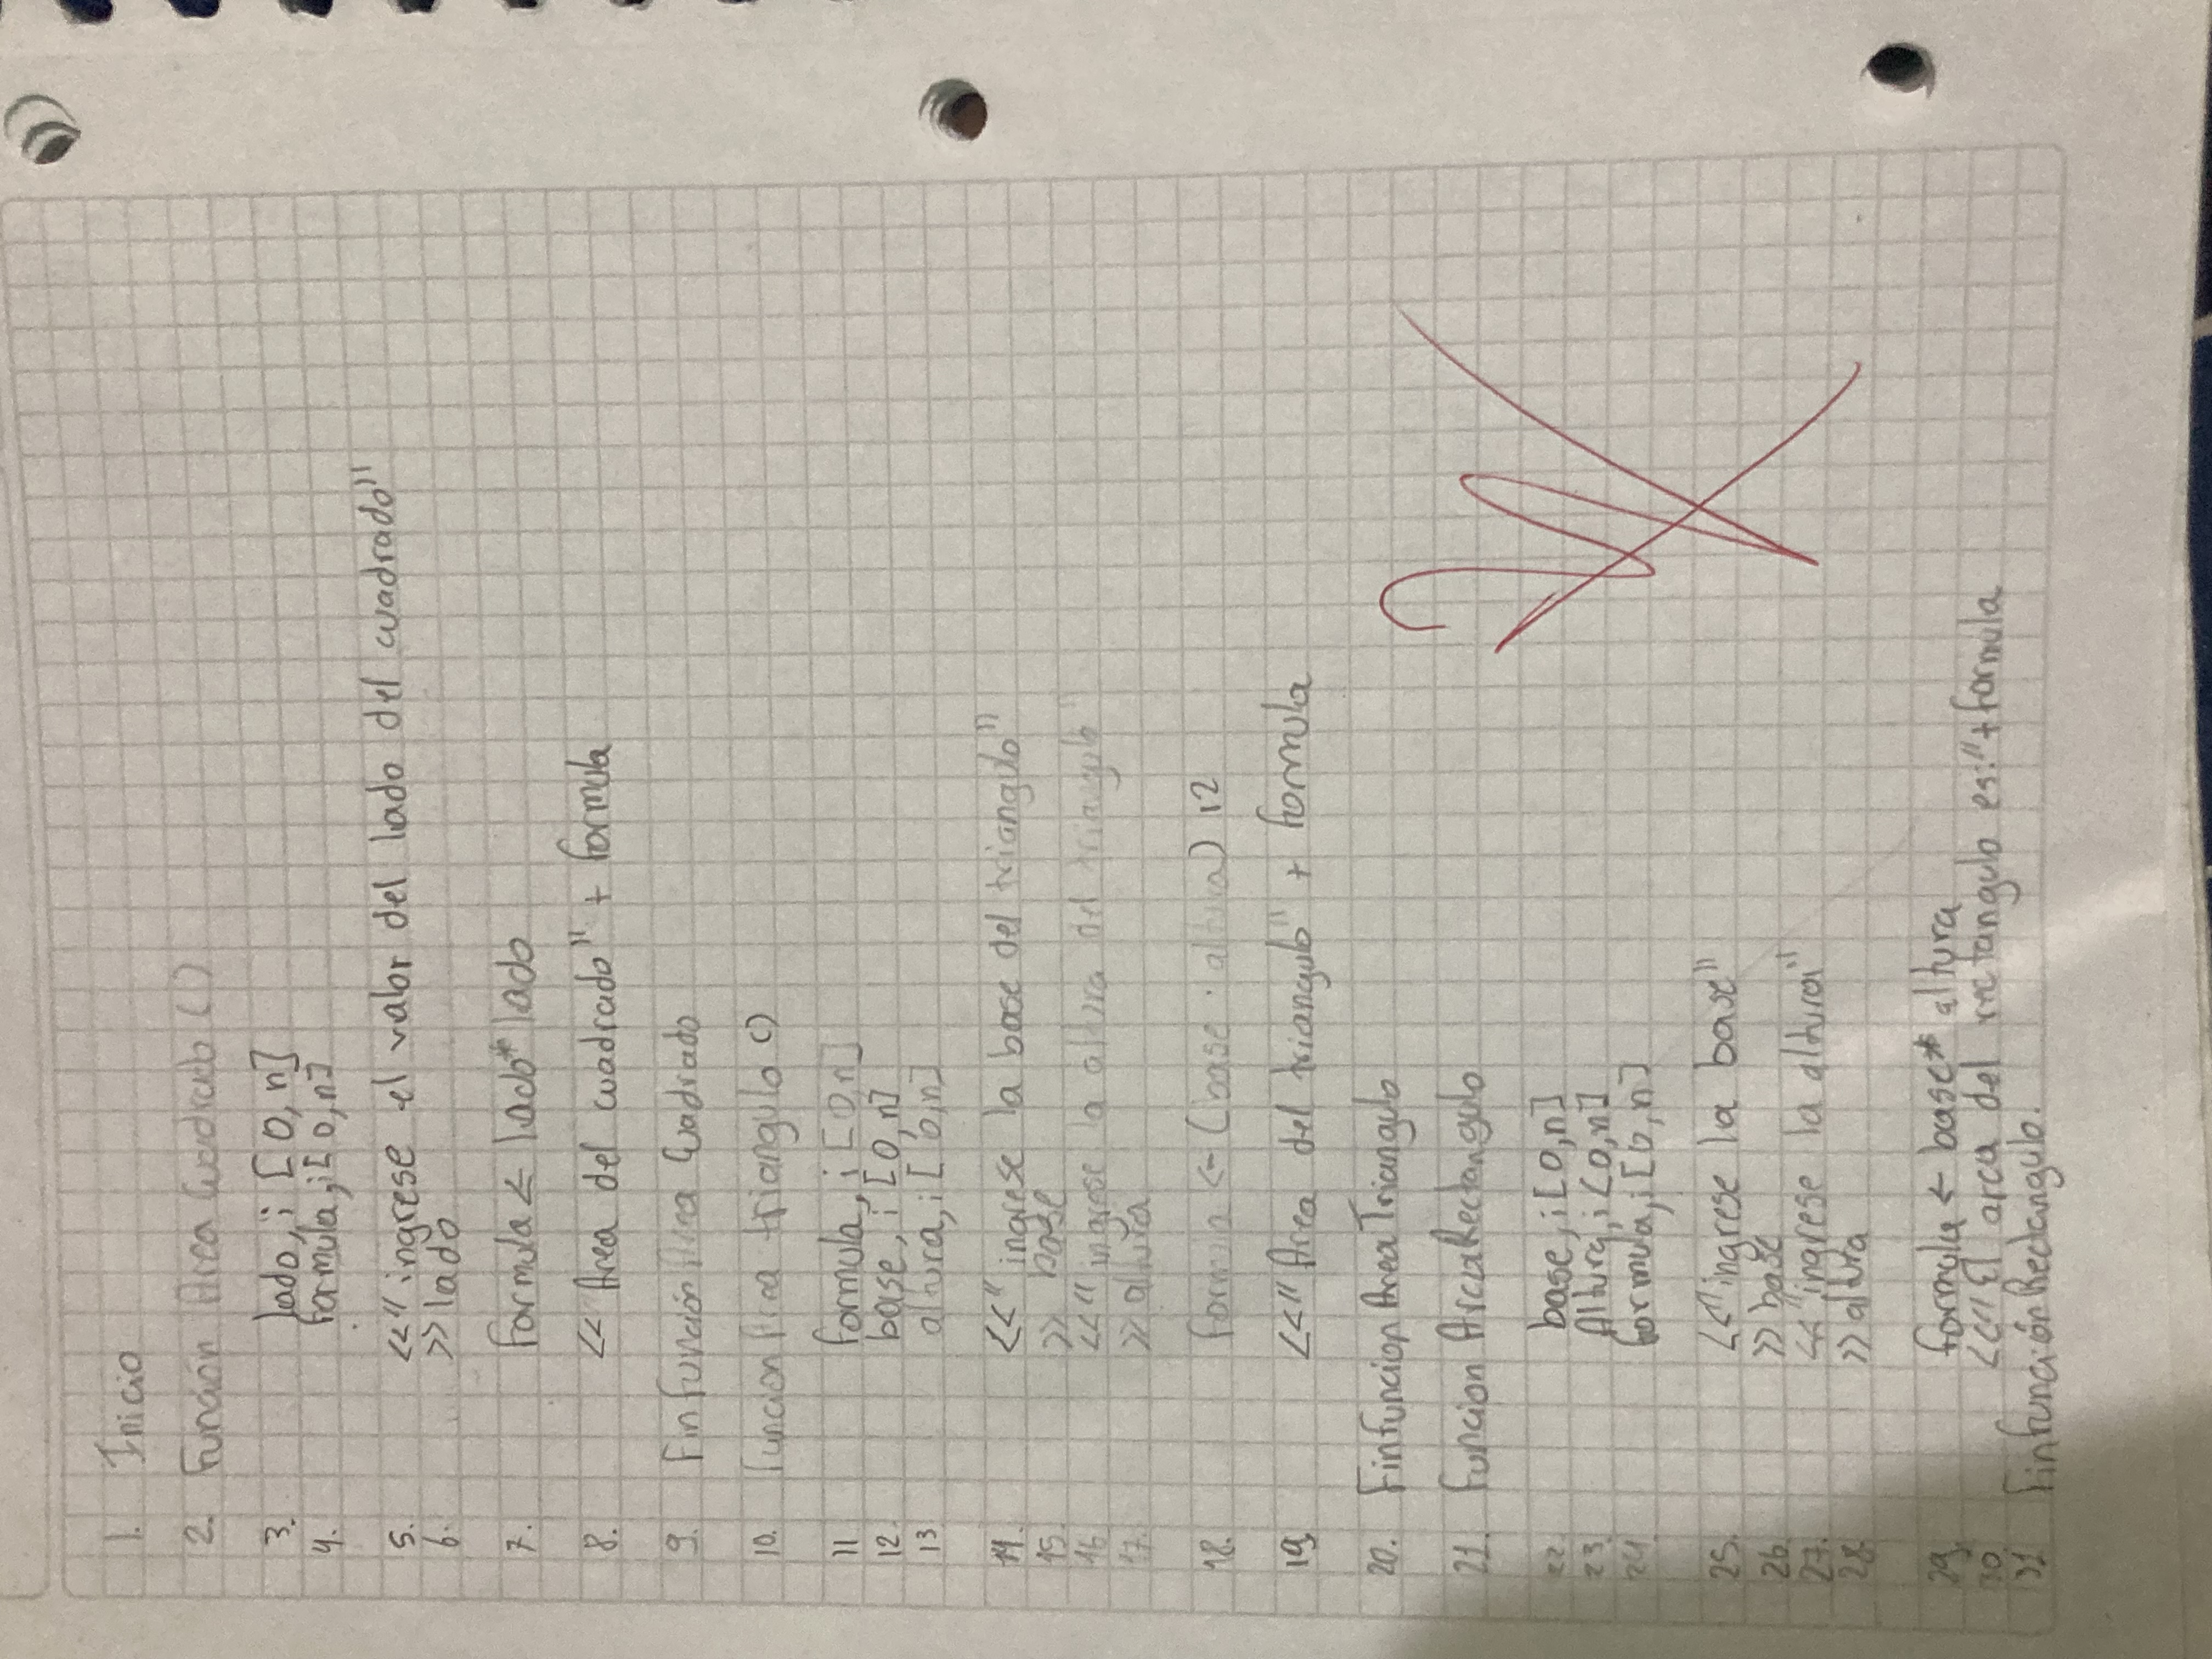 1. Inicio
2. Función Area Cuadrado ( )
3. lado, i [0, n]
4. formula, i [0, n]
5. <<" ingrese el valor del lado del cuadrado"
6. >> lado
7. formula ← lado * lado
8. << Area del cuadrado" + formula
9. Fin función Area Cuadrado
10. Funcion Area triangulo ()
11 formula, i [0,n]
12. base, i [0, n]
13 altura, i [0,n]
14. <<" ingrese la base del triangulo"
15. >> base
16 <<" ingrese la altura del triangulo"
17. >> altura
18. formula <- (base · altura) 12
19. <<" Area del triangulo" + formula
20. Finfuncion Area Triangulo
21. Funcion AreaRectangulo
22 base, i [0,n]
23. Altura, i <0,n]
24 formula, i [0, n]
25. <<"ingrese la base"
26. >> base
27. <<"ingrese la altura"
28. >> altura
29. formula ← base* altura
30 <<"El area del rectangulo es:"+formula
31 Finfunción Rectangulo.